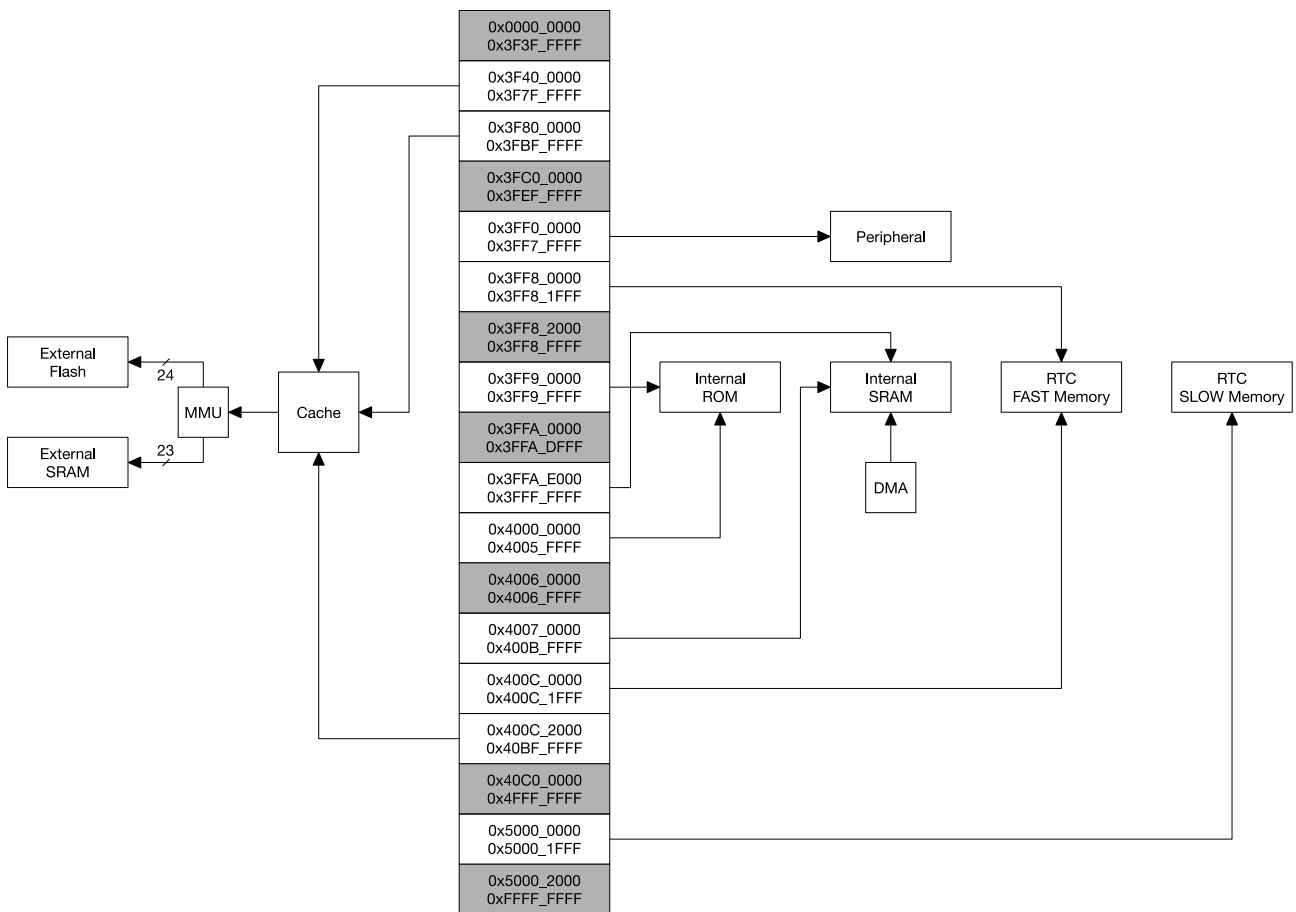 0x0000_0000
0x3F3F_FFFF
0x3F40_0000
0x3F7F_FFFF
0x3F80_0000
0x3FBF_FFFF
0x3FC0_0000
0x3FEF_FFFF
0x3FF0_0000
0x3FF7_FFFF
Peripheral
0x3FF8_0000
0x3FF8_1FFF
0x3FF8_2000
0x3FF8_FFFF
External
Flash
24
MMU
External
SRAM
23
Cache
0x3FF9_0000
0x3FF9_FFFF
Internal
ROM
Internal
SRAM
RTC
FAST Memory
RTC
SLOW Memory
0x3FFA_0000
0x3FFA_DFFF
0x3FFA_E000
0x3FFF_FFFF
DMA
0x4000_0000
0x4005_FFFF
0x4006_0000
0x4006_FFFF
0x4007_0000
0x400B_FFFF
0x400C_0000
0x400C_1FFF
0x400C_2000
0x40BF_FFFF
0x40C0_0000
0x4FFF_FFFF
0x5000_0000
0x5000_1FFF
0x5000_2000
0xFFFF_FFFF